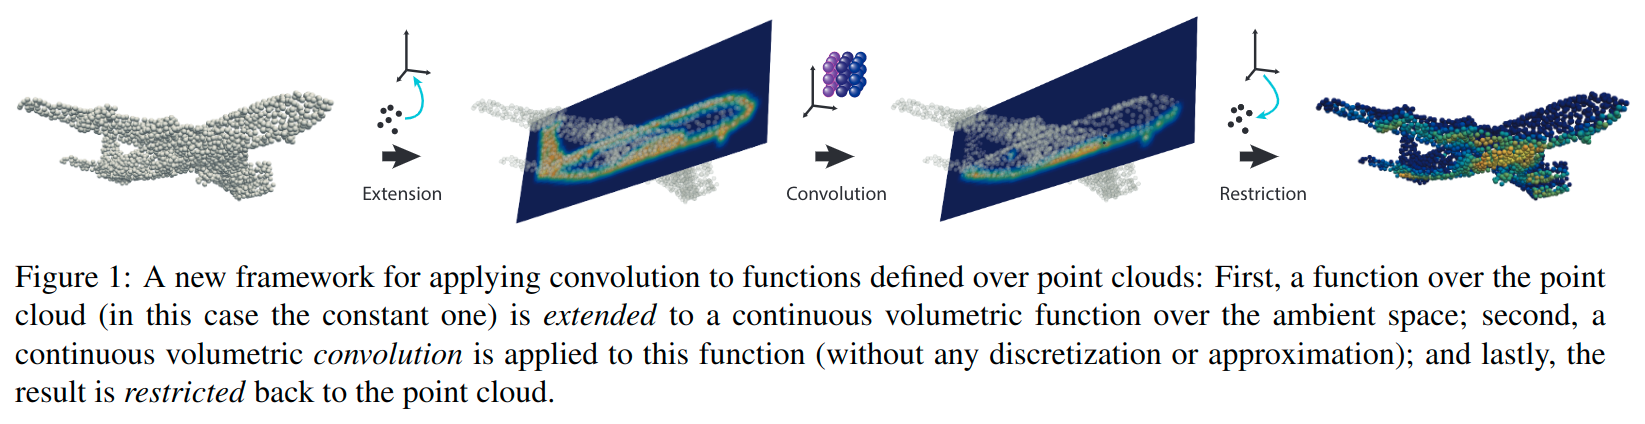 Extension
Convolution
Restriction
Figure 1: A new framework for applying convolution to functions defined over point clouds: First, a function over the point
cloud (in this case the constant one) is extended to a continuous volumetric function over the ambient space; second, a
continuous volumetric convolution is applied to this function (without any discretization or approximation); and lastly, the
result is restricted back to the point cloud.